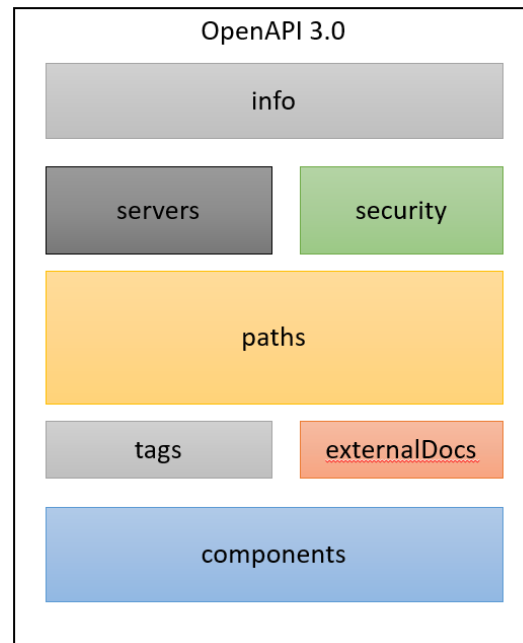 OpenAPI 3.0
info
servers
security
paths
tags
externalDocs
components